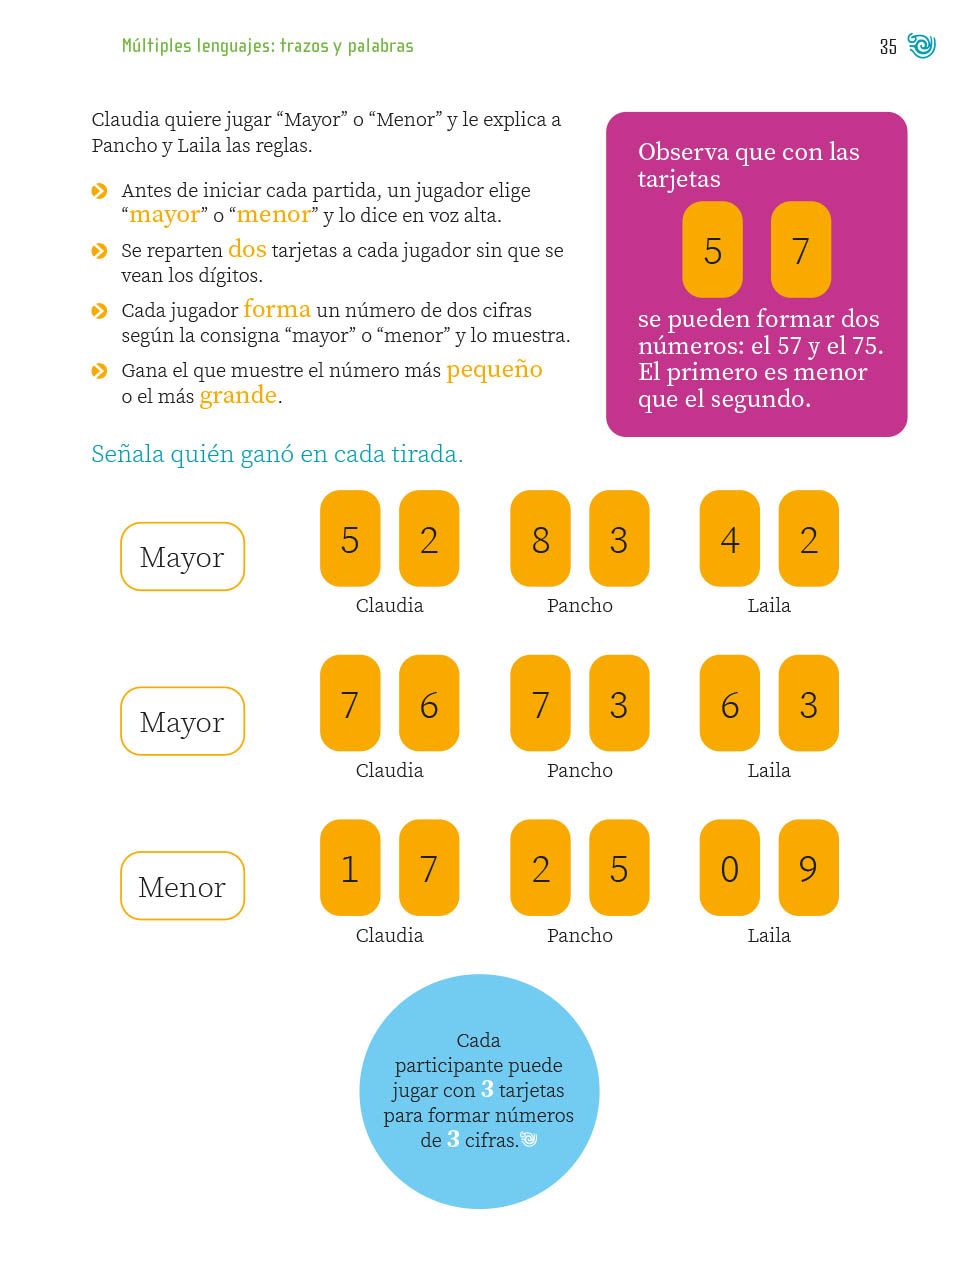 Múltiples lenguajes: trazos y palabras
35
Claudia quiere jugar “Mayor” o “Menor” y le explica a
Pancho y Laila las reglas.
Antes de iniciar cada partida, un jugador elige
“mayor” o “menor” y lo dice en voz alta.
Se reparten dos tarjetas a cada jugador sin que se
vean los dígitos.
Cada jugador forma un número de dos cifras
según la consigna “mayor” o “menor” y lo muestra.
Gana el que muestre el número más pequeño
o el más grande.
Observa que con las
tarjetas
5 7
se pueden formar dos
números: el 57 y el 75.
El primero es menor
que el segundo.
Señala quién ganó en cada tirada.
Mayor
5 2 8 3 4 2
Claudia Pancho Laila
Mayor
7 6 7 3 6 3
Claudia Pancho Laila
Menor
1 7 2 5 0 9
Claudia Pancho Laila
Cada
participante puede
jugar con 3 tarjetas
para formar números
de 3 cifras.